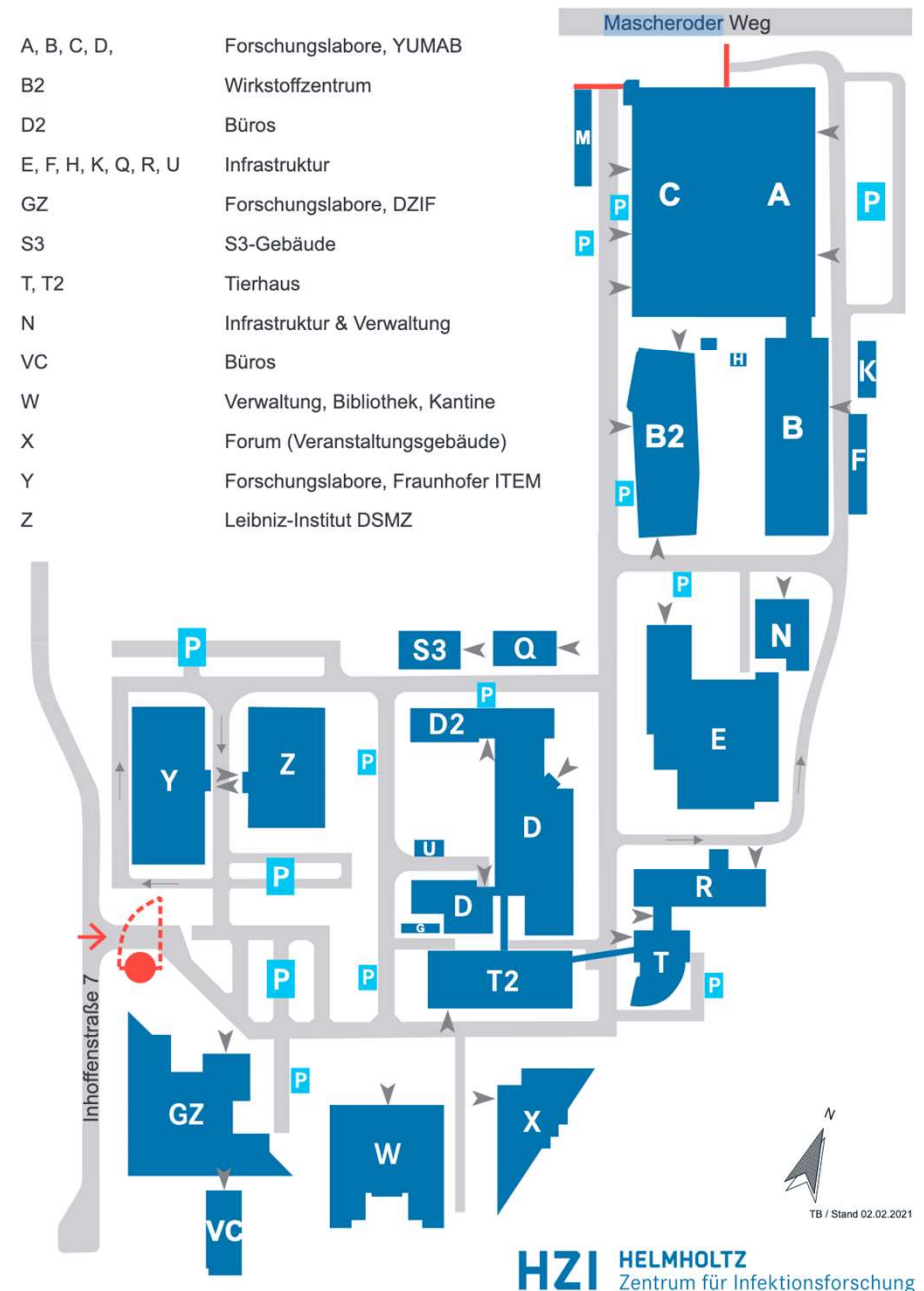 Mascheroder Weg
A, B, C, D, Forschungslabore, YUMAB
B2 Wirkstoffzentrum
D2 Büros
E, F, H, K, Q, R, U Infrastruktur
GZ Forschungslabore, DZIF
S3 S3-Gebäude
T, T2 Tierhaus
N Infrastruktur & Verwaltung
VC Büros
W Verwaltung, Bibliothek, Kantine
X Forum (Veranstaltungsgebäude)
Y Forschungslabore, Fraunhofer ITEM
Z Leibniz-Institut DSMZ
M
C
A
P
P
P
H
K
B2
B
F
P
P
N
P
S3
Q
P
D2
E
Y
Z
P
D
U
P
R
D
G
T
P
P
T2
P
Inhoffenstraße 7
P
GZ
W
X
VC
N
TB / Stand 02.02.2021
HZI HELMHOLTZ
Zentrum für Infektionsforschung